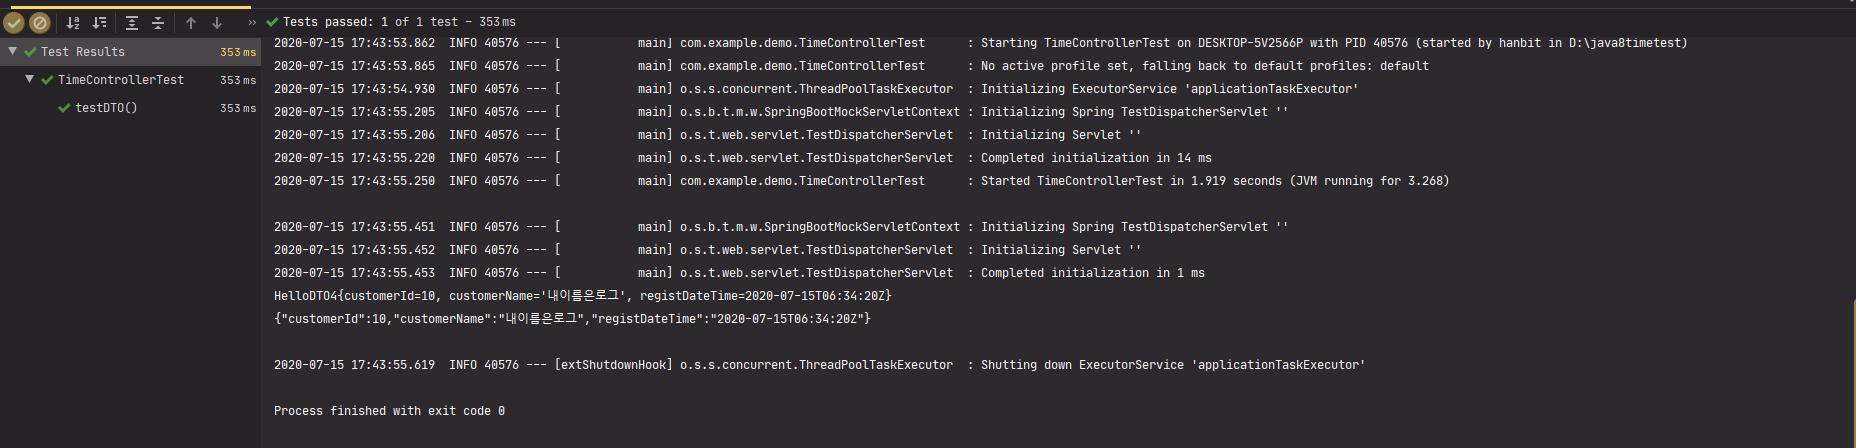 Tests passed: 1 of 1 test – 353 ms
Test Results 353 ms
TimeControllerTest 353 ms
testDTO() 353 ms
2020-07-15 17:43:53.862  INFO 40576 --- [           main] com.example.demo.TimeControllerTest      : Starting TimeControllerTest on DESKTOP-5V2566P with PID 40576 (started by hanbit in D:\java8timetest)
2020-07-15 17:43:53.865  INFO 40576 --- [           main] com.example.demo.TimeControllerTest      : No active profile set, falling back to default profiles: default
2020-07-15 17:43:54.930  INFO 40576 --- [           main] o.s.s.concurrent.ThreadPoolTaskExecutor  : Initializing ExecutorService 'applicationTaskExecutor'
2020-07-15 17:43:55.205  INFO 40576 --- [           main] o.s.b.t.m.w.SpringBootMockServletContext : Initializing Spring TestDispatcherServlet ''
2020-07-15 17:43:55.206  INFO 40576 --- [           main] o.s.t.web.servlet.TestDispatcherServlet  : Initializing Servlet ''
2020-07-15 17:43:55.220  INFO 40576 --- [           main] o.s.t.web.servlet.TestDispatcherServlet  : Completed initialization in 14 ms
2020-07-15 17:43:55.250  INFO 40576 --- [           main] com.example.demo.TimeControllerTest      : Started TimeControllerTest in 1.919 seconds (JVM running for 3.268)
2020-07-15 17:43:55.451  INFO 40576 --- [           main] o.s.b.t.m.w.SpringBootMockServletContext : Initializing Spring TestDispatcherServlet ''
2020-07-15 17:43:55.452  INFO 40576 --- [           main] o.s.t.web.servlet.TestDispatcherServlet  : Initializing Servlet ''
2020-07-15 17:43:55.453  INFO 40576 --- [           main] o.s.t.web.servlet.TestDispatcherServlet  : Completed initialization in 1 ms
HelloDTO4{customerId=10, customerName='내이름은로그', registDateTime=2020-07-15T06:34:20Z}
{"customerId":10,"customerName":"내이름은로그","registDateTime":"2020-07-15T06:34:20Z"}
2020-07-15 17:43:55.619  INFO 40576 --- [extShutdownHook] o.s.s.concurrent.ThreadPoolTaskExecutor  : Shutting down ExecutorService 'applicationTaskExecutor'
Process finished with exit code 0